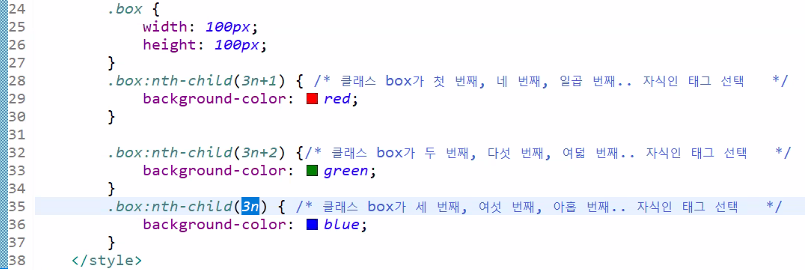 24 .box {
25 width: 100px;
26 height: 100px;
27 }
28 .box:nth-child(3n+1) { /* 클래스 box가 첫 번째, 네 번째, 일곱 번째.. 자식인 태그 선택 */
29 background-color: red;
30 }
31
32 .box:nth-child(3n+2) {/* 클래스 box가 두 번째, 다섯 번째, 여덟 번째.. 자식인 태그 선택 */
33 background-color: green;
34 }
35 .box:nth-child(3n) { /* 클래스 box가 세 번째, 여섯 번째, 아홉 번째.. 자식인 태그 선택 */
36 background-color: blue;
37 }
38 </style>